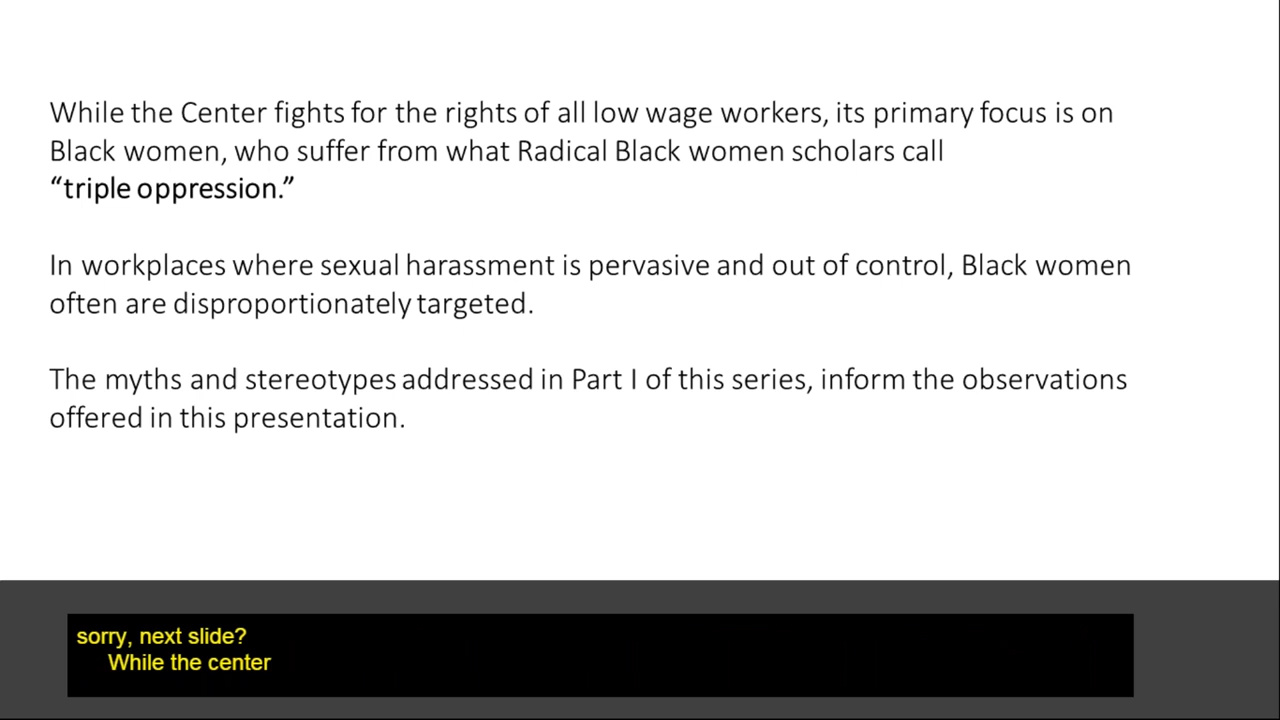 While the Center fights for the rights of all low wage workers, its primary focus is on
Black women, who suffer from what Radical Black women scholars call
“triple oppression.”
In workplaces where sexual harassment is pervasive and out of control, Black women
often are disproportionately targeted.
The myths and stereotypes addressed in Part I of this series, inform the observations
offered in this presentation.
sorry, next slide?
While the center